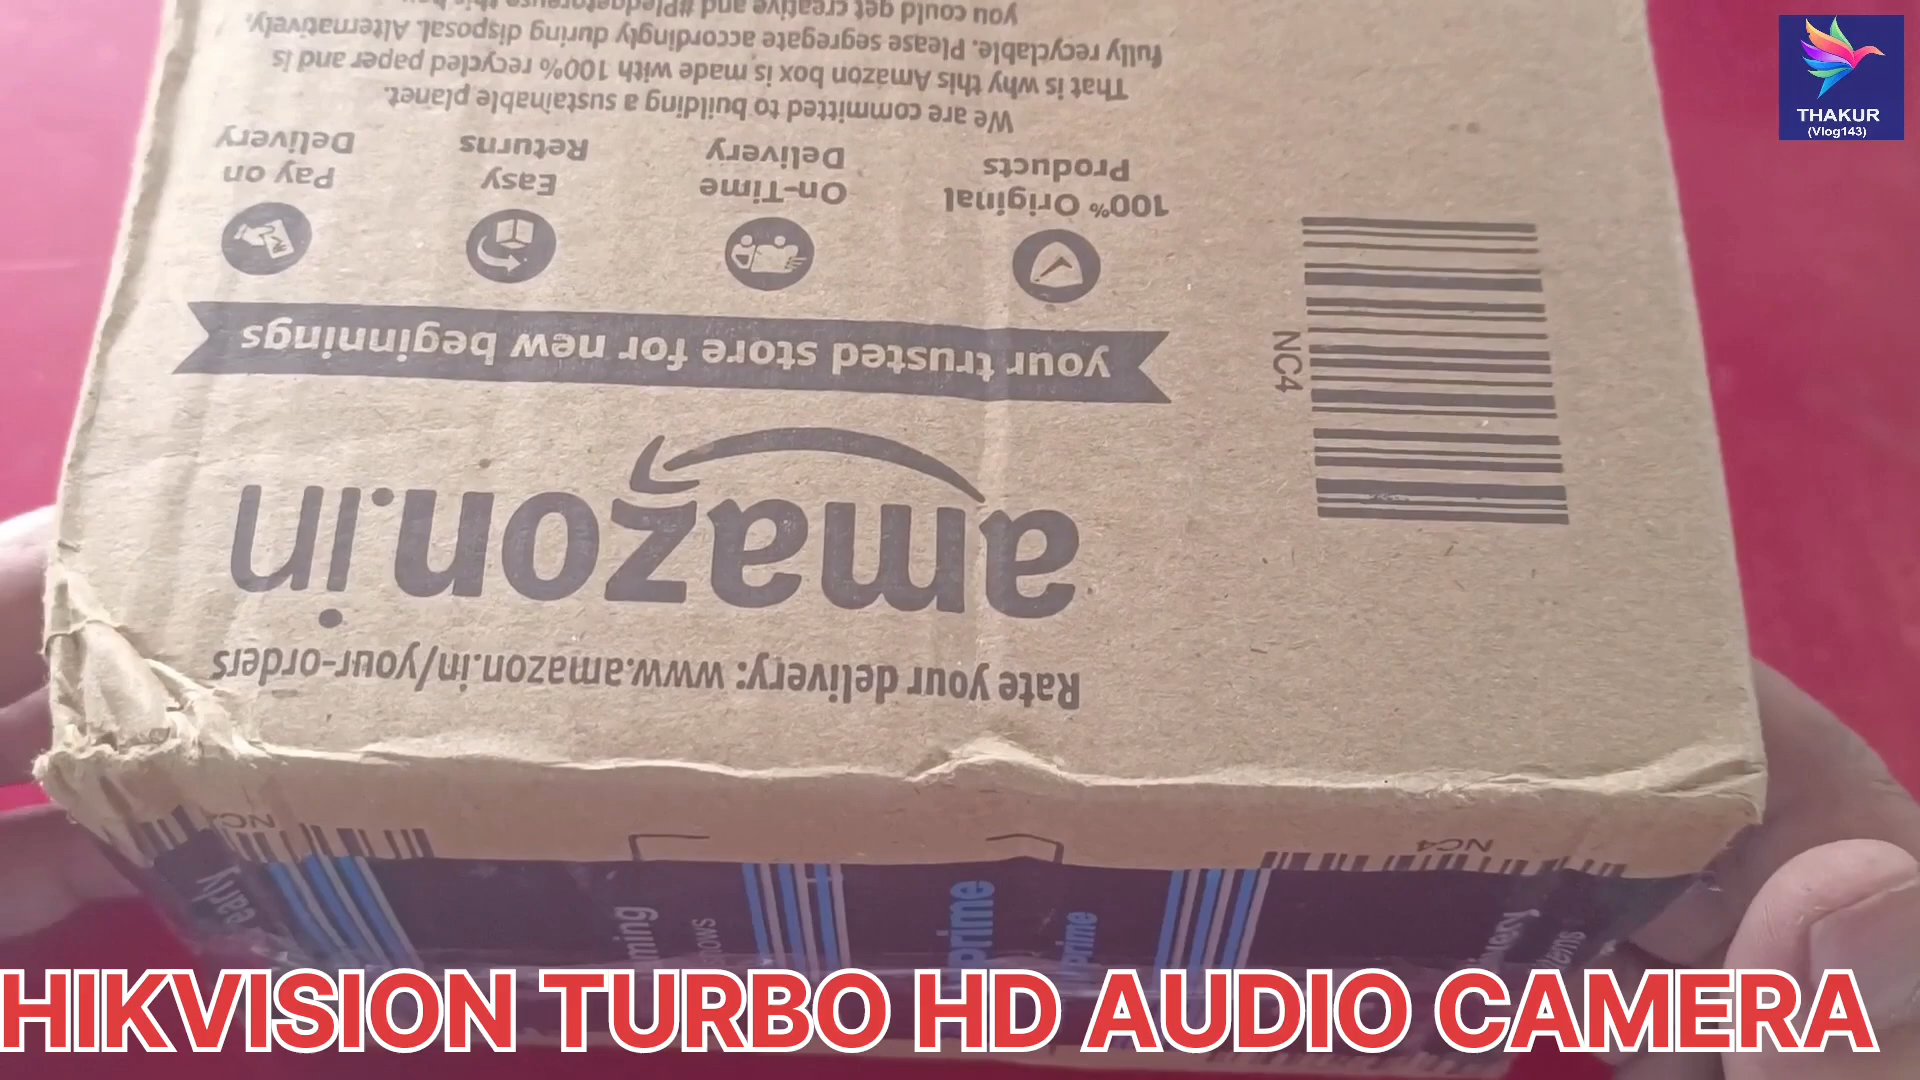 THAKUR
(Vlog143)
Rate your delivery: www.amazon.in/your-orders
amazon.in
your trusted store for new beginnings
100% Original Products
On-Time Delivery
Easy Returns
Pay on Delivery
We are committed to building a sustainable planet.
That is why this Amazon box is made with 100% recycled paper and is
fully recyclable. Please segregate accordingly during disposal. Alternatively,
you could get creative and
NC4
NC4
NC4
early
prime
prime
HIKVISION TURBO HD AUDIO CAMERA